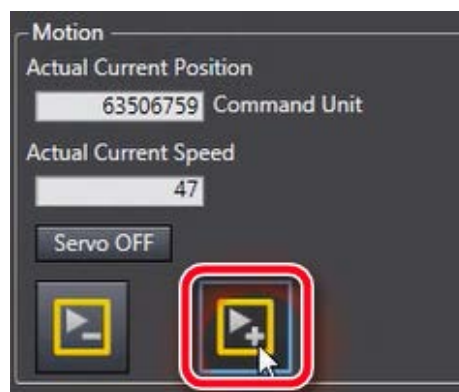 Motion
Actual Current Position
63506759 Command Unit
Actual Current Speed
47
Servo OFF